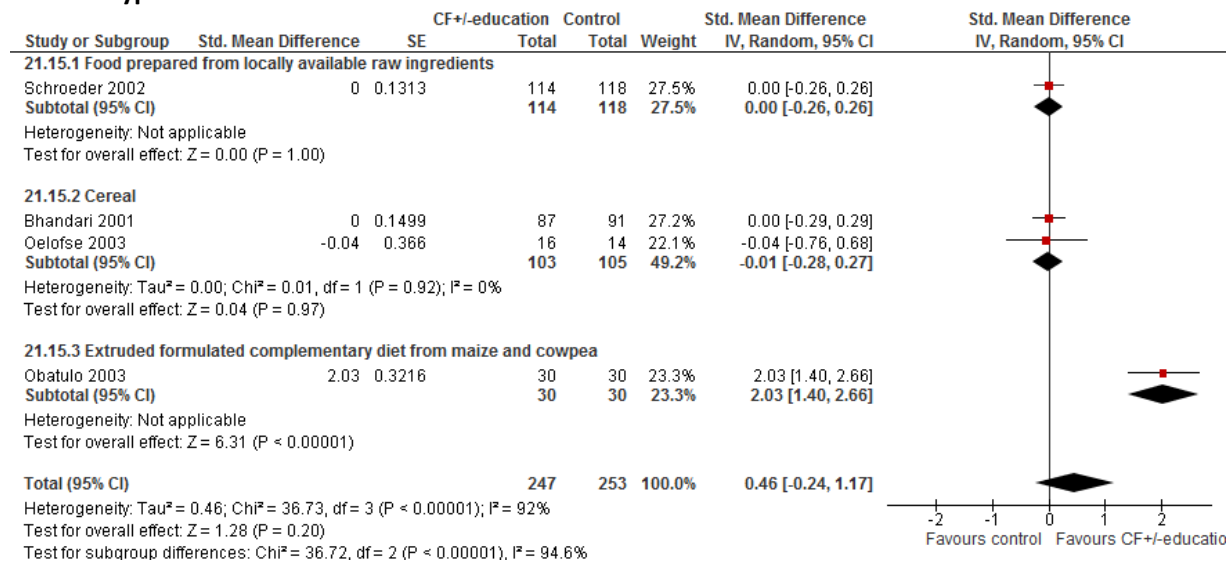 CF+/-education Control Std. Mean Difference Std. Mean Difference
Study or Subgroup Std. Mean Difference SE Total Total Weight IV, Random, 95% CI IV, Random, 95% CI
21.15.1 Food prepared from locally available raw ingredients
Schroeder 2002 0 0.1313 114 118 27.5% 0.00 [-0.26, 0.26]
Subtotal (95% CI) 114 118 27.5% 0.00 [-0.26, 0.26]
Heterogeneity: Not applicable
Test for overall effect: Z = 0.00 (P = 1.00)
21.15.2 Cereal
Bhandari 2001 0 0.1499 87 91 27.2% 0.00 [-0.29, 0.29]
Oelofse 2003 -0.04 0.366 16 14 22.1% -0.04 [-0.76, 0.68]
Subtotal (95% CI) 103 105 49.2% -0.01 [-0.28, 0.27]
Heterogeneity: Tau² = 0.00; Chi² = 0.01, df = 1 (P = 0.92); I² = 0%
Test for overall effect: Z = 0.04 (P = 0.97)
21.15.3 Extruded formulated complementary diet from maize and cowpea
Obatulo 2003 2.03 0.3216 30 30 23.3% 2.03 [1.40, 2.66]
Subtotal (95% CI) 30 30 23.3% 2.03 [1.40, 2.66]
Heterogeneity: Not applicable
Test for overall effect: Z = 6.31 (P < 0.00001)
Total (95% CI) 247 253 100.0% 0.46 [-0.24, 1.17]
Heterogeneity: Tau² = 0.46; Chi² = 36.73, df = 3 (P < 0.00001); I² = 92%
Test for overall effect: Z = 1.28 (P = 0.20)
Test for subgroup differences: Chi² = 36.72, df = 2 (P < 0.00001), I² = 94.6%
-2 -1 0 1 2
Favours control Favours CF+/-educatio